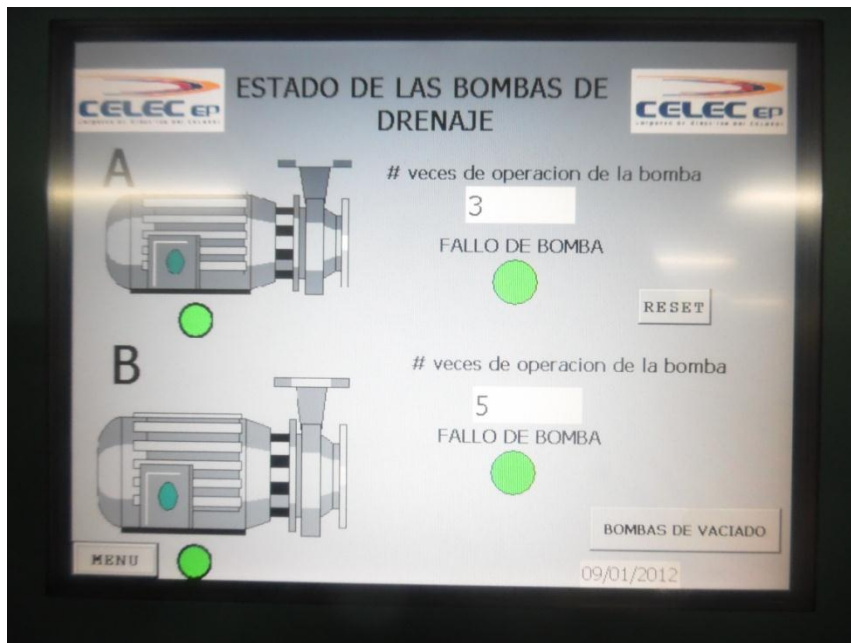 CELEC EP
ESTADO DE LAS BOMBAS DE
DRENAJE
CELEC EP
A
# veces de operacion de la bomba
3
FALLO DE BOMBA
RESET
B
# veces de operacion de la bomba
5
FALLO DE BOMBA
BOMBAS DE VACIADO
MENU
09/01/2012